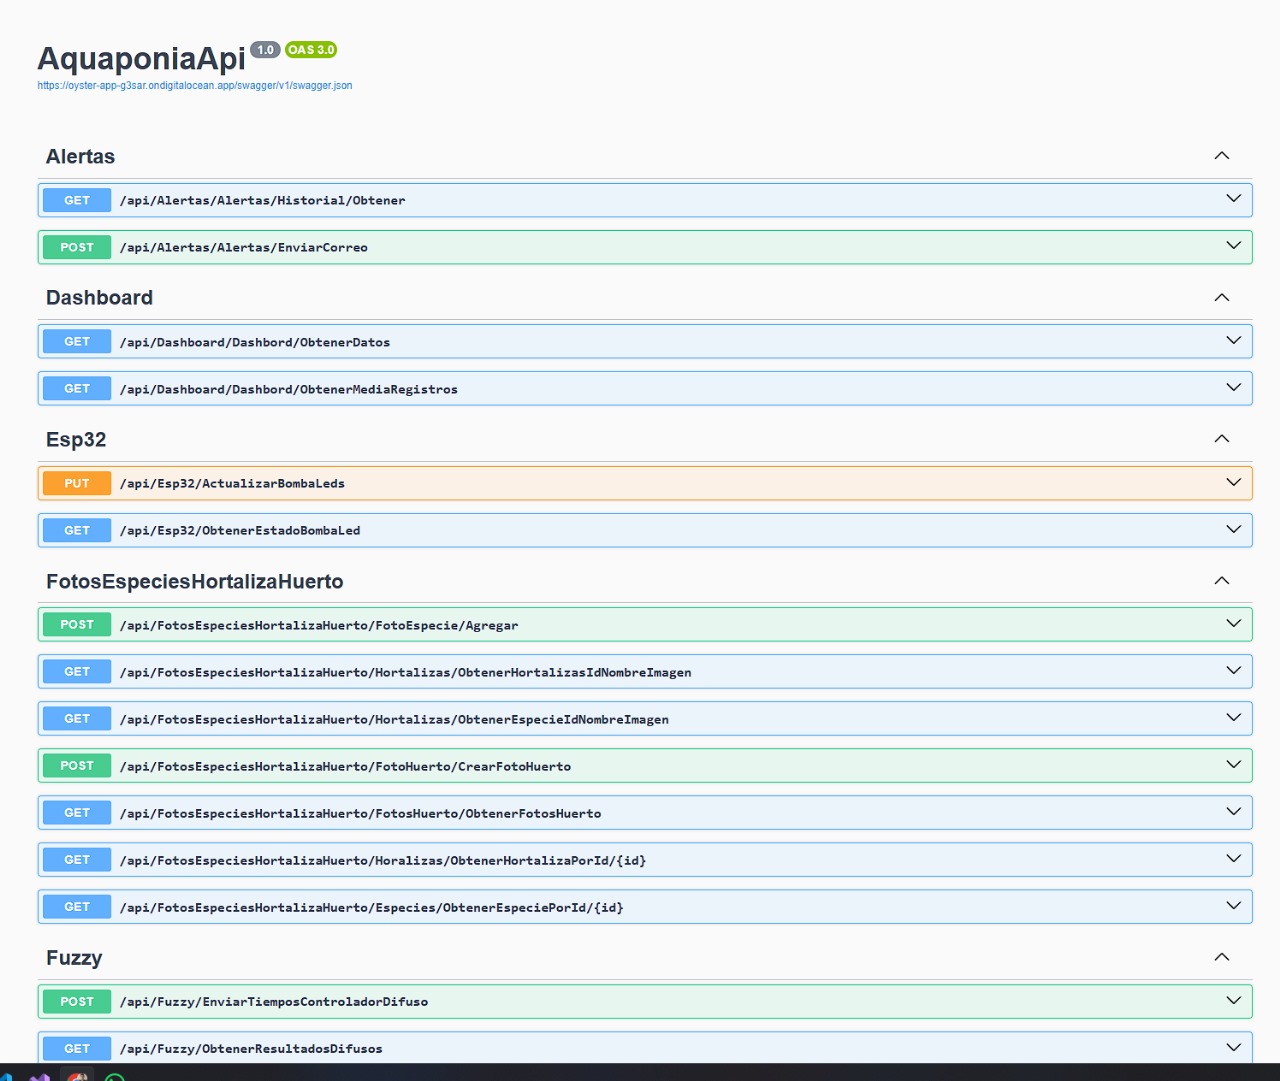 AquaponiaApi 1.0 OAS 3.0
https://oyster-app-g3sar.ondigitalocean.app/swagger/v1/swagger.json
Alertas
GET /api/Alertas/Alertas/Historial/Obtener
POST /api/Alertas/Alertas/EnviarCorreo
Dashboard
GET /api/Dashboard/Dashbord/ObtenerDatos
GET /api/Dashboard/Dashbord/ObtenerMediaRegistros
Esp32
PUT /api/Esp32/ActualizarBombaLeds
GET /api/Esp32/ObtenerEstadoBombaLed
FotosEspeciesHortalizaHuerto
POST /api/FotosEspeciesHortalizaHuerto/FotoEspecie/Agregar
GET /api/FotosEspeciesHortalizaHuerto/Hortalizas/ObtenerHortalizasIdNombreImagen
GET /api/FotosEspeciesHortalizaHuerto/Hortalizas/ObtenerEspecieIdNombreImagen
POST /api/FotosEspeciesHortalizaHuerto/FotoHuerto/CrearFotoHuerto
GET /api/FotosEspeciesHortalizaHuerto/FotosHuerto/ObtenerFotosHuerto
GET /api/FotosEspeciesHortalizaHuerto/Horalizas/ObtenerHortalizaPorId/{id}
GET /api/FotosEspeciesHortalizaHuerto/Especies/ObtenerEspeciePorId/{id}
Fuzzy
POST /api/Fuzzy/EnviarTiemposControladorDifuso
GET /api/Fuzzy/ObtenerResultadosDifusos